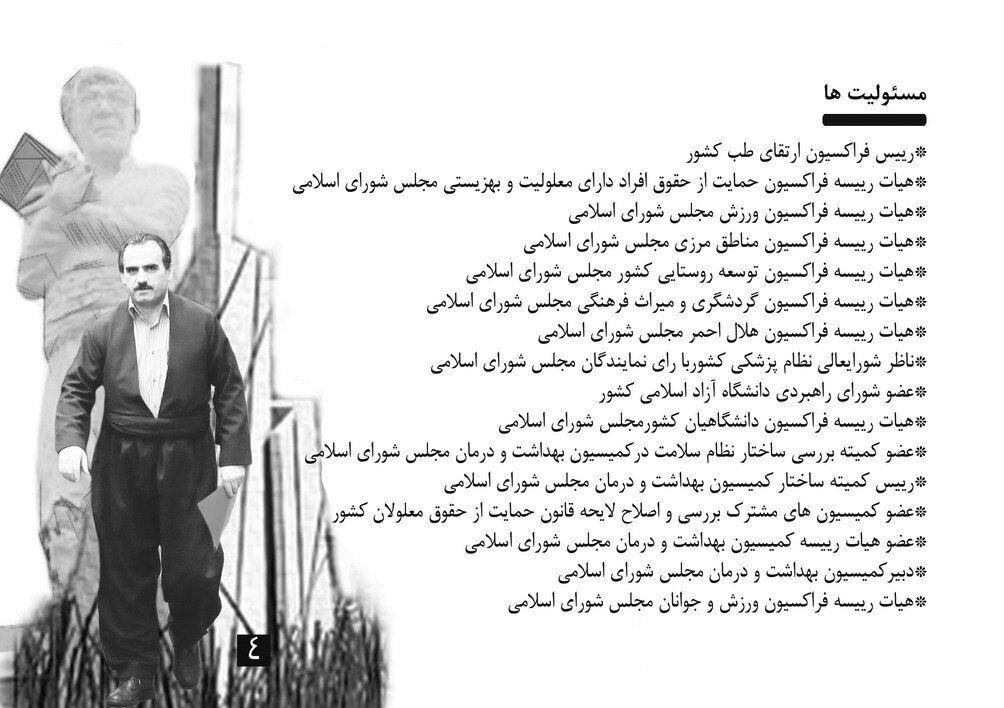 مسئولیت ها
❊رییس فراکسیون ارتقای طب کشور
❊هیات رییسه فراکسیون حمایت از حقوق افراد دارای معلولیت و بهزیستی مجلس شورای اسلامی
❊هیات رییسه فراکسیون ورزش مجلس شورای اسلامی
❊هیات رییسه فراکسیون مناطق مرزی مجلس شورای اسلامی
❊هیات رییسه فراکسیون توسعه روستایی کشور مجلس شورای اسلامی
❊هیات رییسه فراکسیون گردشگری و میراث فرهنگی مجلس شورای اسلامی
❊هیات رییسه فراکسیون هلال احمر مجلس شورای اسلامی
❊ناظر شورایعالی نظام پزشکی کشوربا رای نمایندگان مجلس شورای اسلامی
❊عضو شورای راهبردی دانشگاه آزاد اسلامی کشور
❊هیات رییسه فراکسیون دانشگاهیان کشورمجلس شورای اسلامی
❊عضو کمیته بررسی ساختار نظام سلامت درکمیسیون بهداشت و درمان مجلس شورای اسلامی
❊رییس کمیته ساختار کمیسیون بهداشت و درمان مجلس شورای اسلامی
❊عضو کمیسیون های مشترک بررسی و اصلاح لایحه قانون حمایت از حقوق معلولان کشور
❊عضو هیات رییسه کمیسیون بهداشت و درمان مجلس شورای اسلامی
❊دبیرکمیسیون بهداشت و درمان مجلس شورای اسلامی
❊هیات رییسه فراکسیون ورزش و جوانان مجلس شورای اسلامی
٤